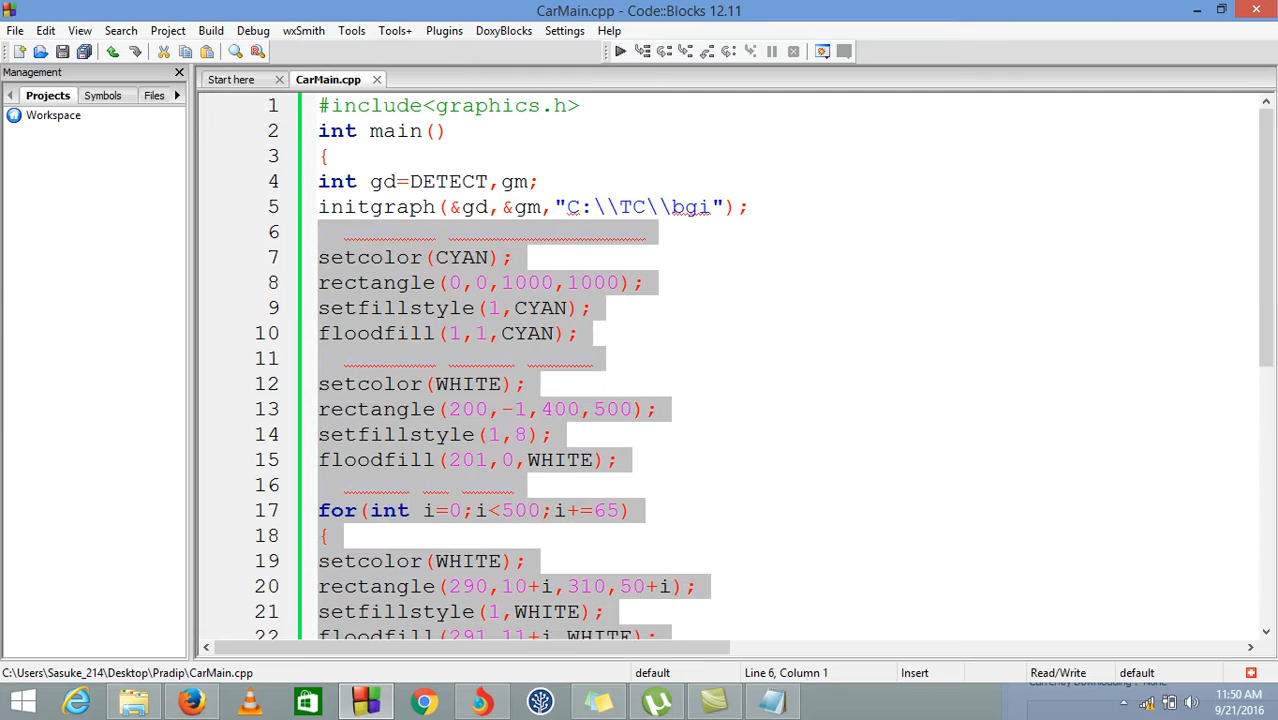 CarMain.cpp - Code::Blocks 12.11
File Edit View Search Project Build Debug wxSmith Tools Tools+ Plugins DoxyBlocks Settings Help
Management
Start here
CarMain.cpp
Projects Symbols Files
Workspace
1 #include<graphics.h>
2 int main()
3 {
4 int gd=DETECT,gm;
5 initgraph(&gd,&gm,"C:\\TC\\bgi");
6
7 setcolor(CYAN);
8 rectangle(0,0,1000,1000);
9 setfillstyle(1,CYAN);
10 floodfill(1,1,CYAN);
11
12 setcolor(WHITE);
13 rectangle(200,-1,400,500);
14 setfillstyle(1,8);
15 floodfill(201,0,WHITE);
16
17 for(int i=0;i<500;i+=65)
18 {
19 setcolor(WHITE);
20 rectangle(290,10+i,310,50+i);
21 setfillstyle(1,WHITE);
22 floodfill(291,11+i,WHITE);
C:\Users\Sasuke_214\Desktop\Pradip\CarMain.cpp
default
Line 6, Column 1
Insert
Read/Write
default
Currently Downloading : None
11:50 AM
9/21/2016